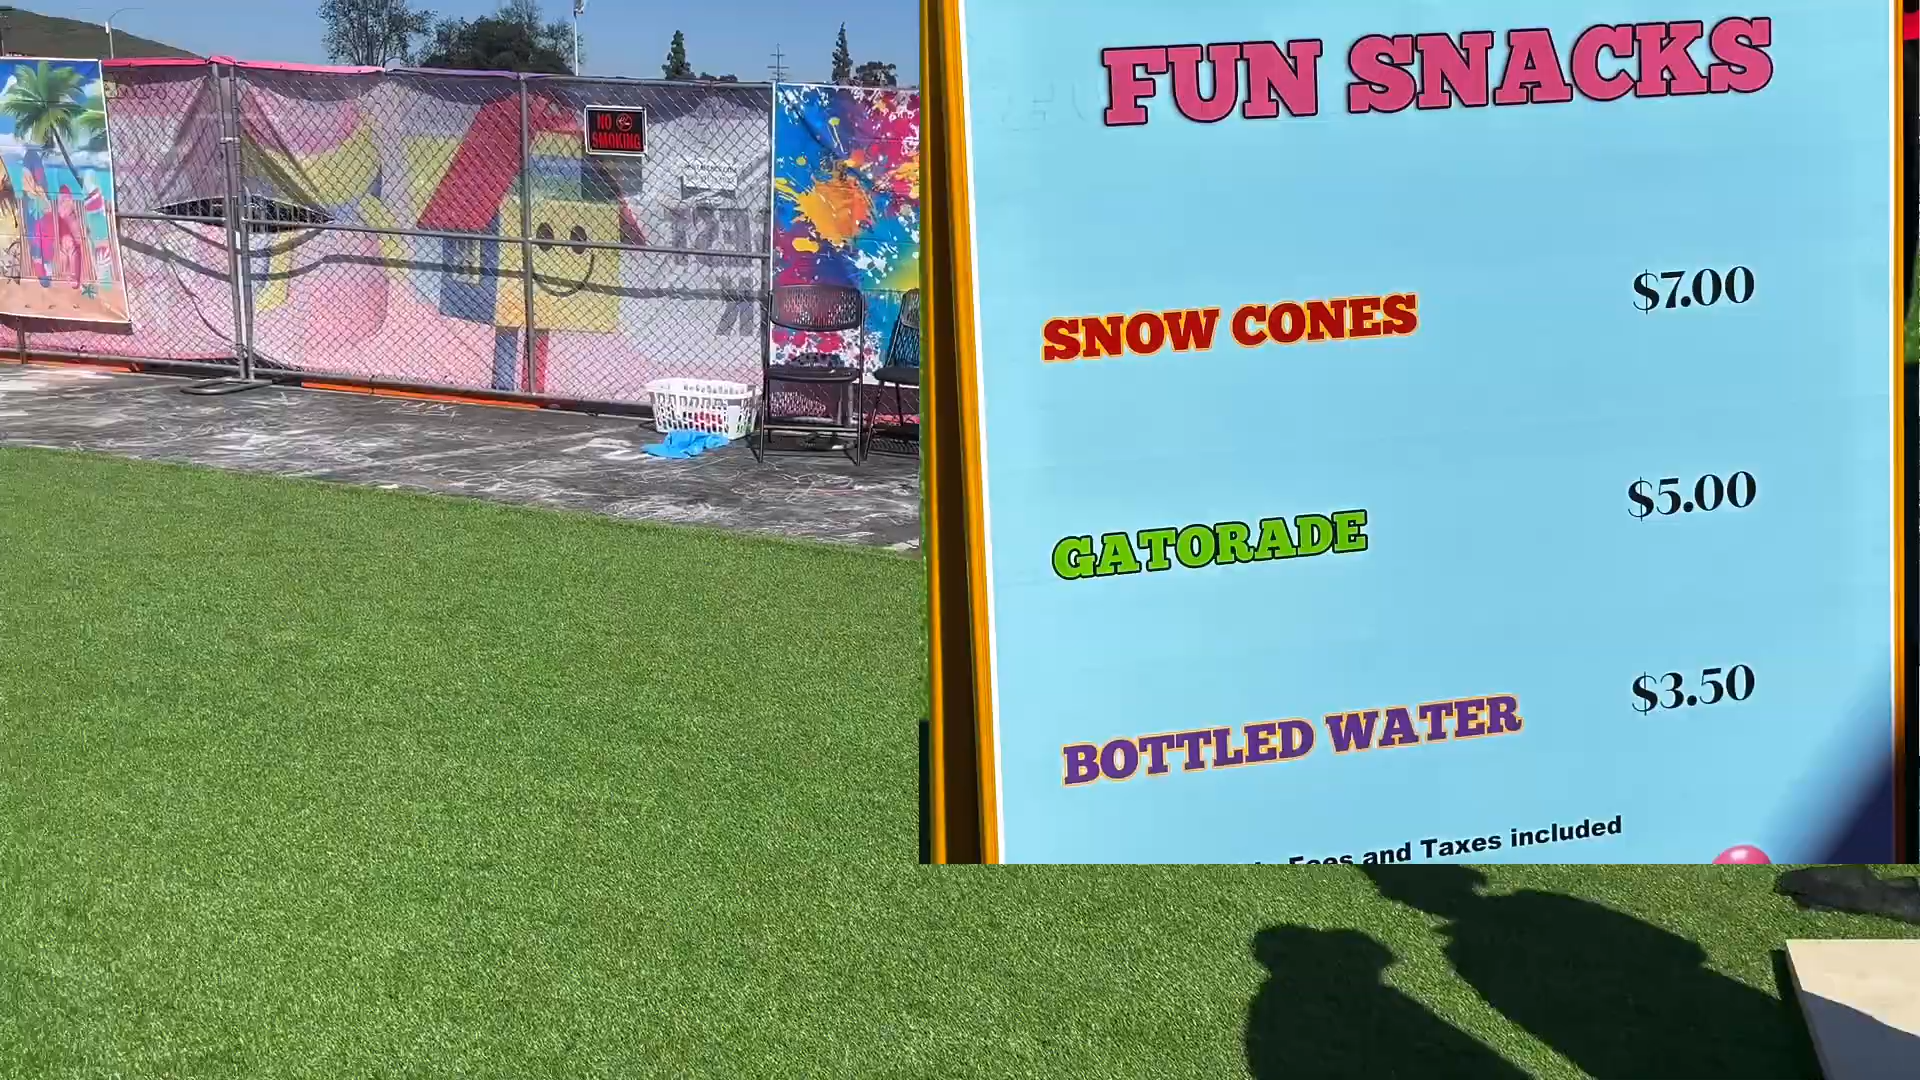 NO
SMOKING
FUN SNACKS
SNOW CONES $7.00
GATORADE $5.00
BOTTLED WATER $3.50
Fees and Taxes included